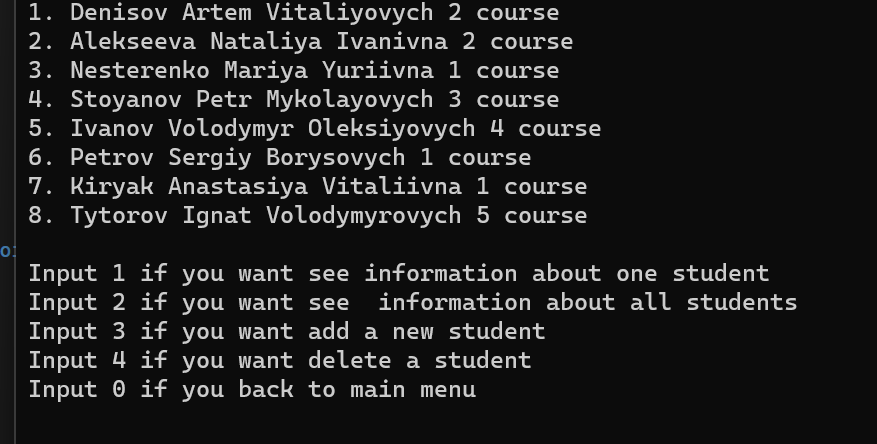 1. Denisov Artem Vitaliyovych 2 course
2. Alekseeva Nataliya Ivanivna 2 course
3. Nesterenko Mariya Yuriivna 1 course
4. Stoyanov Petr Mykolayovych 3 course
5. Ivanov Volodymyr Oleksiyovych 4 course
6. Petrov Sergiy Borysovych 1 course
7. Kiryak Anastasiya Vitaliivna 1 course
8. Tytorov Ignat Volodymyrovych 5 course
Input 1 if you want see information about one student
Input 2 if you want see  information about all students
Input 3 if you want add a new student
Input 4 if you want delete a student
Input 0 if you back to main menu